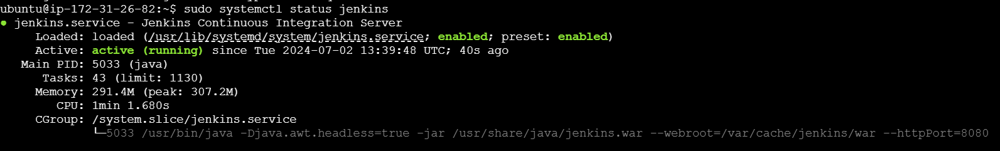 ubuntu@ip-172-31-26-82:~$ sudo systemctl status jenkins
● jenkins.service - Jenkins Continuous Integration Server
Loaded: loaded (/usr/lib/systemd/system/jenkins.service; enabled; preset: enabled)
Active: active (running) since Tue 2024-07-02 13:39:48 UTC; 40s ago
Main PID: 5033 (java)
Tasks: 43 (limit: 1130)
Memory: 291.4M (peak: 307.2M)
CPU: 1min 1.680s
CGroup: /system.slice/jenkins.service
└─5033 /usr/bin/java -Djava.awt.headless=true -jar /usr/share/java/jenkins.war --webroot=/var/cache/jenkins/war --httpPort=8080